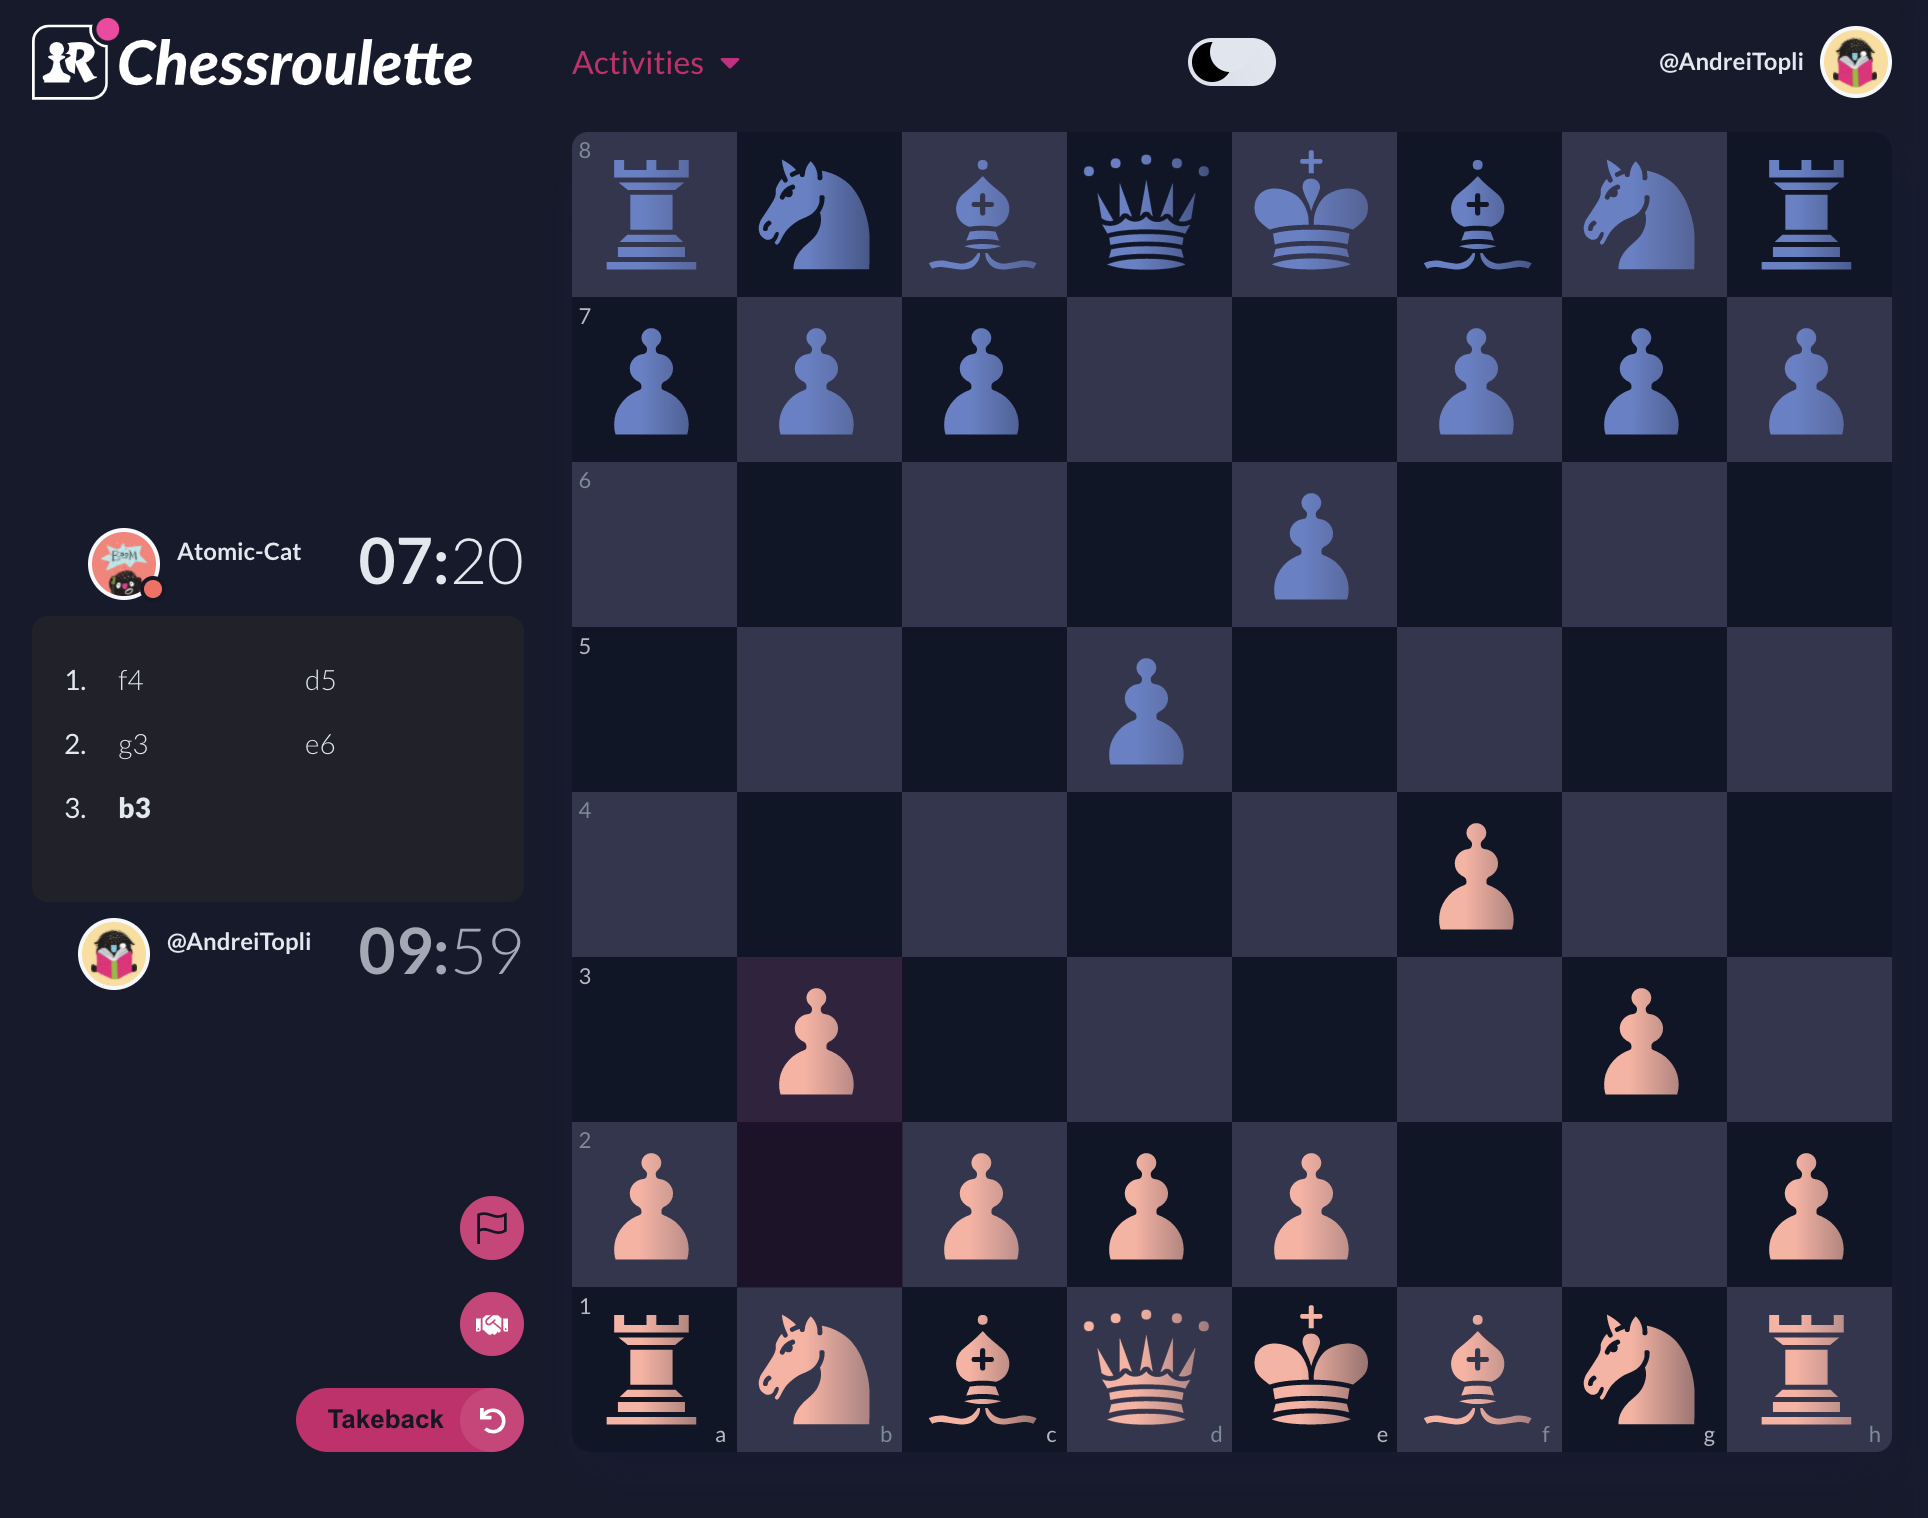 Chessroulette
Activities
@AndreiTopli
Atomic-Cat 07:20
1. f4 d5
2. g3 e6
3. b3
@AndreiTopli 09:59
Takeback
8
7
6
5
4
3
2
1
a b c d e f g h